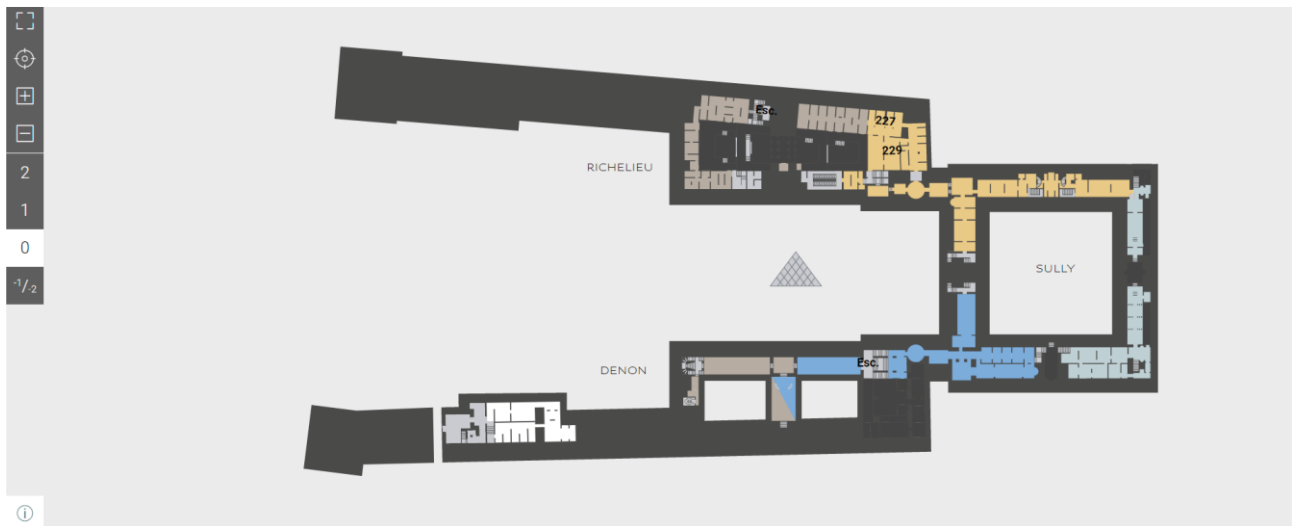 2
1
0
-1/-2
Esc.
227
229
RICHELIEU
SULLY
DENON
Esc.